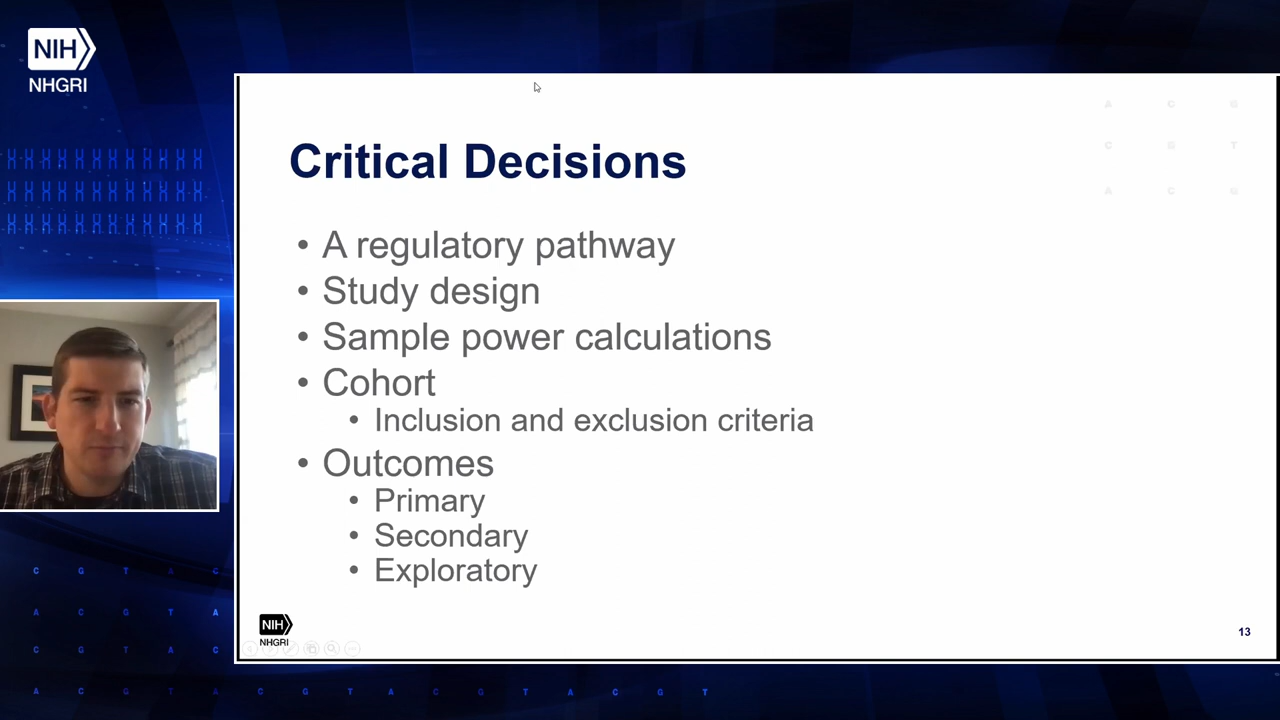 NIH
NHGRI
A C G
C G T
A C G
Critical Decisions
• A regulatory pathway
• Study design
• Sample power calculations
• Cohort
• Inclusion and exclusion criteria
• Outcomes
• Primary
• Secondary
• Exploratory
NIH
NHGRI
13
C G T A C
A C G T A
C G T A C
A C G T A C G T A C G T A C G T